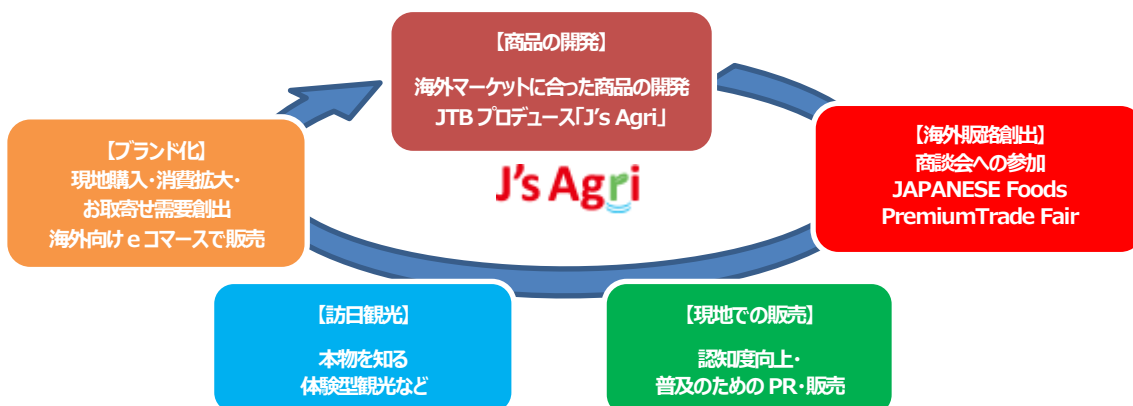 【商品の開発】
海外マーケットに合った商品の開発
JTB プロデュース「J's Agri」
【海外販路創出】
商談会への参加
JAPANESE Foods
PremiumTrade Fair
【現地での販売】
認知度向上・
普及のための PR・販売
【訪日観光】
本物を知る
体験型観光など
【ブランド化】
現地購入・消費拡大・
お取寄せ需要創出
海外向け e コマースで販売
J's Agri